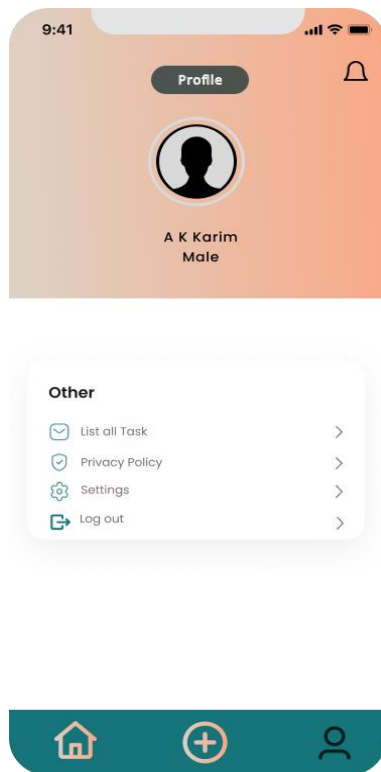 9:41
Profile
A K Karim
Male
Other
List all Task
Privacy Policy
Settings
Log out